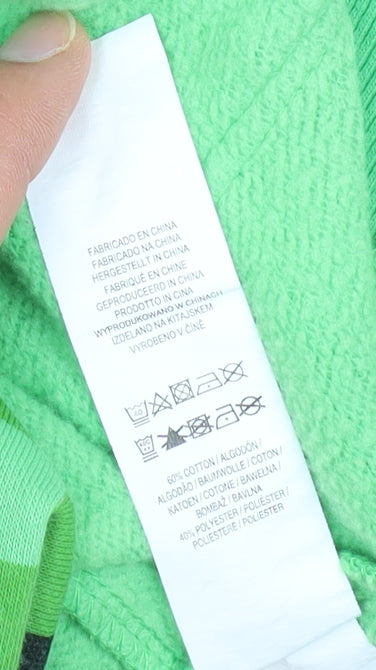 FABRICADO EN CHINA
FABRICADO NA CHINA
HERGESTELLT IN CHINA
FABRIQUÉ EN CHINE
GEPRODUCEERD IN CHINA
PRODOTTO IN CINA
WYPRODUKOWANO W CHINACH
IZDELANO NA KITAJSKEM
VYROBENO V ČÍNĚ
40
60% COTTON / ALGODÓN /
ALGODÃO / BAUMWOLLE / COTON /
KATOEN / COTONE / BAWEŁNA /
BOMBAŽ / BAVLNA
40% POLYESTER / POLIÉSTER /
POLIESTERE / POLIESTER